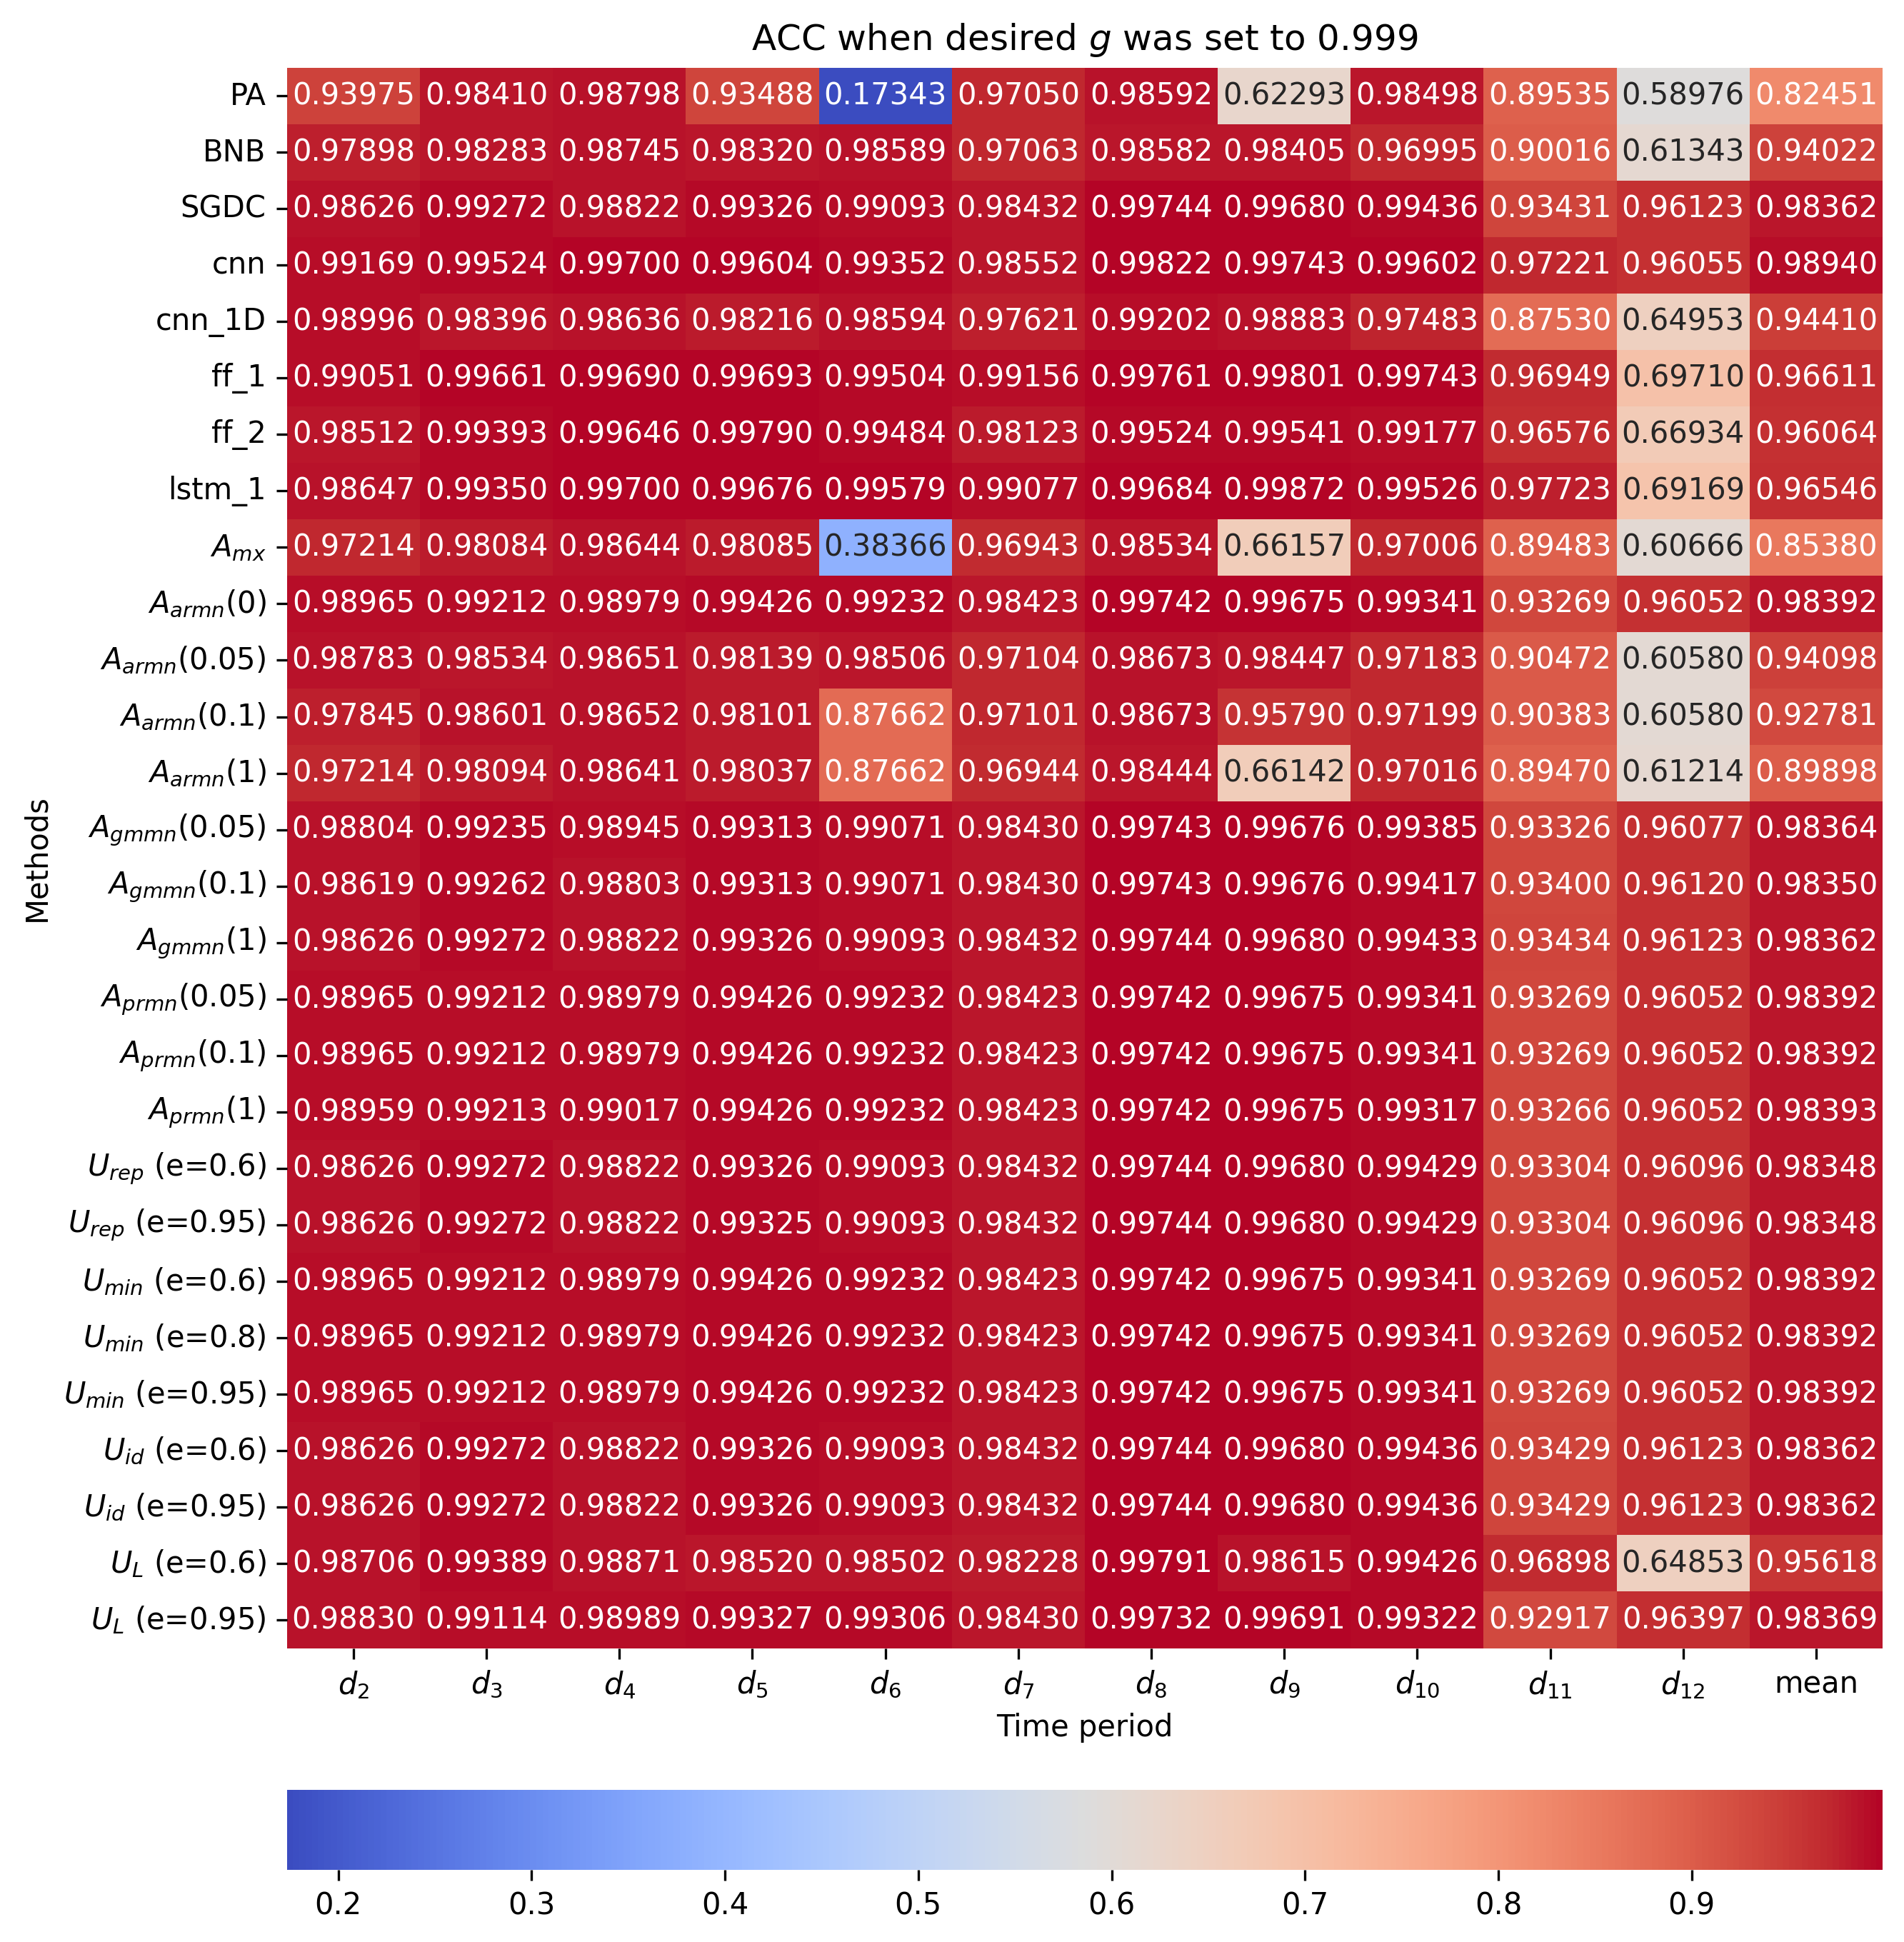 ACC when desired g was set to 0.999
PA 0.93975 0.98410 0.98798 0.93488 0.17343 0.97050 0.98592 0.62293 0.98498 0.89535 0.58976 0.82451
BNB 0.97898 0.98283 0.98745 0.98320 0.98589 0.97063 0.98582 0.98405 0.96995 0.90016 0.61343 0.94022
SGDC 0.98626 0.99272 0.98822 0.99326 0.99093 0.98432 0.99744 0.99680 0.99436 0.93431 0.96123 0.98362
cnn 0.99169 0.99524 0.99700 0.99604 0.99352 0.98552 0.99822 0.99743 0.99602 0.97221 0.96055 0.98940
cnn_1D 0.98996 0.98396 0.98636 0.98216 0.98594 0.97621 0.99202 0.98883 0.97483 0.87530 0.64953 0.94410
ff_1 0.99051 0.99661 0.99690 0.99693 0.99504 0.99156 0.99761 0.99801 0.99743 0.96949 0.69710 0.96611
ff_2 0.98512 0.99393 0.99646 0.99790 0.99484 0.98123 0.99524 0.99541 0.99177 0.96576 0.66934 0.96064
lstm_1 0.98647 0.99350 0.99700 0.99676 0.99579 0.99077 0.99684 0.99872 0.99526 0.97723 0.69169 0.96546
A_mx 0.97214 0.98084 0.98644 0.98085 0.38366 0.96943 0.98534 0.66157 0.97006 0.89483 0.60666 0.85380
A_armn(0) 0.98965 0.99212 0.98979 0.99426 0.99232 0.98423 0.99742 0.99675 0.99341 0.93269 0.96052 0.98392
A_armn(0.05) 0.98783 0.98534 0.98651 0.98139 0.98506 0.97104 0.98673 0.98447 0.97183 0.90472 0.60580 0.94098
A_armn(0.1) 0.97845 0.98601 0.98652 0.98101 0.87662 0.97101 0.98673 0.95790 0.97199 0.90383 0.60580 0.92781
A_armn(1) 0.97214 0.98094 0.98641 0.98037 0.87662 0.96944 0.98444 0.66142 0.97016 0.89470 0.61214 0.89898
A_gmmn(0.05) 0.98804 0.99235 0.98945 0.99313 0.99071 0.98430 0.99743 0.99676 0.99385 0.93326 0.96077 0.98364
A_gmmn(0.1) 0.98619 0.99262 0.98803 0.99313 0.99071 0.98430 0.99743 0.99676 0.99417 0.93400 0.96120 0.98350
A_gmmn(1) 0.98626 0.99272 0.98822 0.99326 0.99093 0.98432 0.99744 0.99680 0.99433 0.93434 0.96123 0.98362
A_prmn(0.05) 0.98965 0.99212 0.98979 0.99426 0.99232 0.98423 0.99742 0.99675 0.99341 0.93269 0.96052 0.98392
A_prmn(0.1) 0.98965 0.99212 0.98979 0.99426 0.99232 0.98423 0.99742 0.99675 0.99341 0.93269 0.96052 0.98392
A_prmn(1) 0.98959 0.99213 0.99017 0.99426 0.99232 0.98423 0.99742 0.99675 0.99317 0.93266 0.96052 0.98393
U_rep (e=0.6) 0.98626 0.99272 0.98822 0.99326 0.99093 0.98432 0.99744 0.99680 0.99429 0.93304 0.96096 0.98348
U_rep (e=0.95) 0.98626 0.99272 0.98822 0.99325 0.99093 0.98432 0.99744 0.99680 0.99429 0.93304 0.96096 0.98348
U_min (e=0.6) 0.98965 0.99212 0.98979 0.99426 0.99232 0.98423 0.99742 0.99675 0.99341 0.93269 0.96052 0.98392
U_min (e=0.8) 0.98965 0.99212 0.98979 0.99426 0.99232 0.98423 0.99742 0.99675 0.99341 0.93269 0.96052 0.98392
U_min (e=0.95) 0.98965 0.99212 0.98979 0.99426 0.99232 0.98423 0.99742 0.99675 0.99341 0.93269 0.96052 0.98392
U_id (e=0.6) 0.98626 0.99272 0.98822 0.99326 0.99093 0.98432 0.99744 0.99680 0.99436 0.93429 0.96123 0.98362
U_id (e=0.95) 0.98626 0.99272 0.98822 0.99326 0.99093 0.98432 0.99744 0.99680 0.99436 0.93429 0.96123 0.98362
U_L (e=0.6) 0.98706 0.99389 0.98871 0.98520 0.98502 0.98228 0.99791 0.98615 0.99426 0.96898 0.64853 0.95618
U_L (e=0.95) 0.98830 0.99114 0.98989 0.99327 0.99306 0.98430 0.99732 0.99691 0.99322 0.92917 0.96397 0.98369
Methods
d_2 d_3 d_4 d_5 d_6 d_7 d_8 d_9 d_10 d_11 d_12 mean
Time period
0.2 0.3 0.4 0.5 0.6 0.7 0.8 0.9